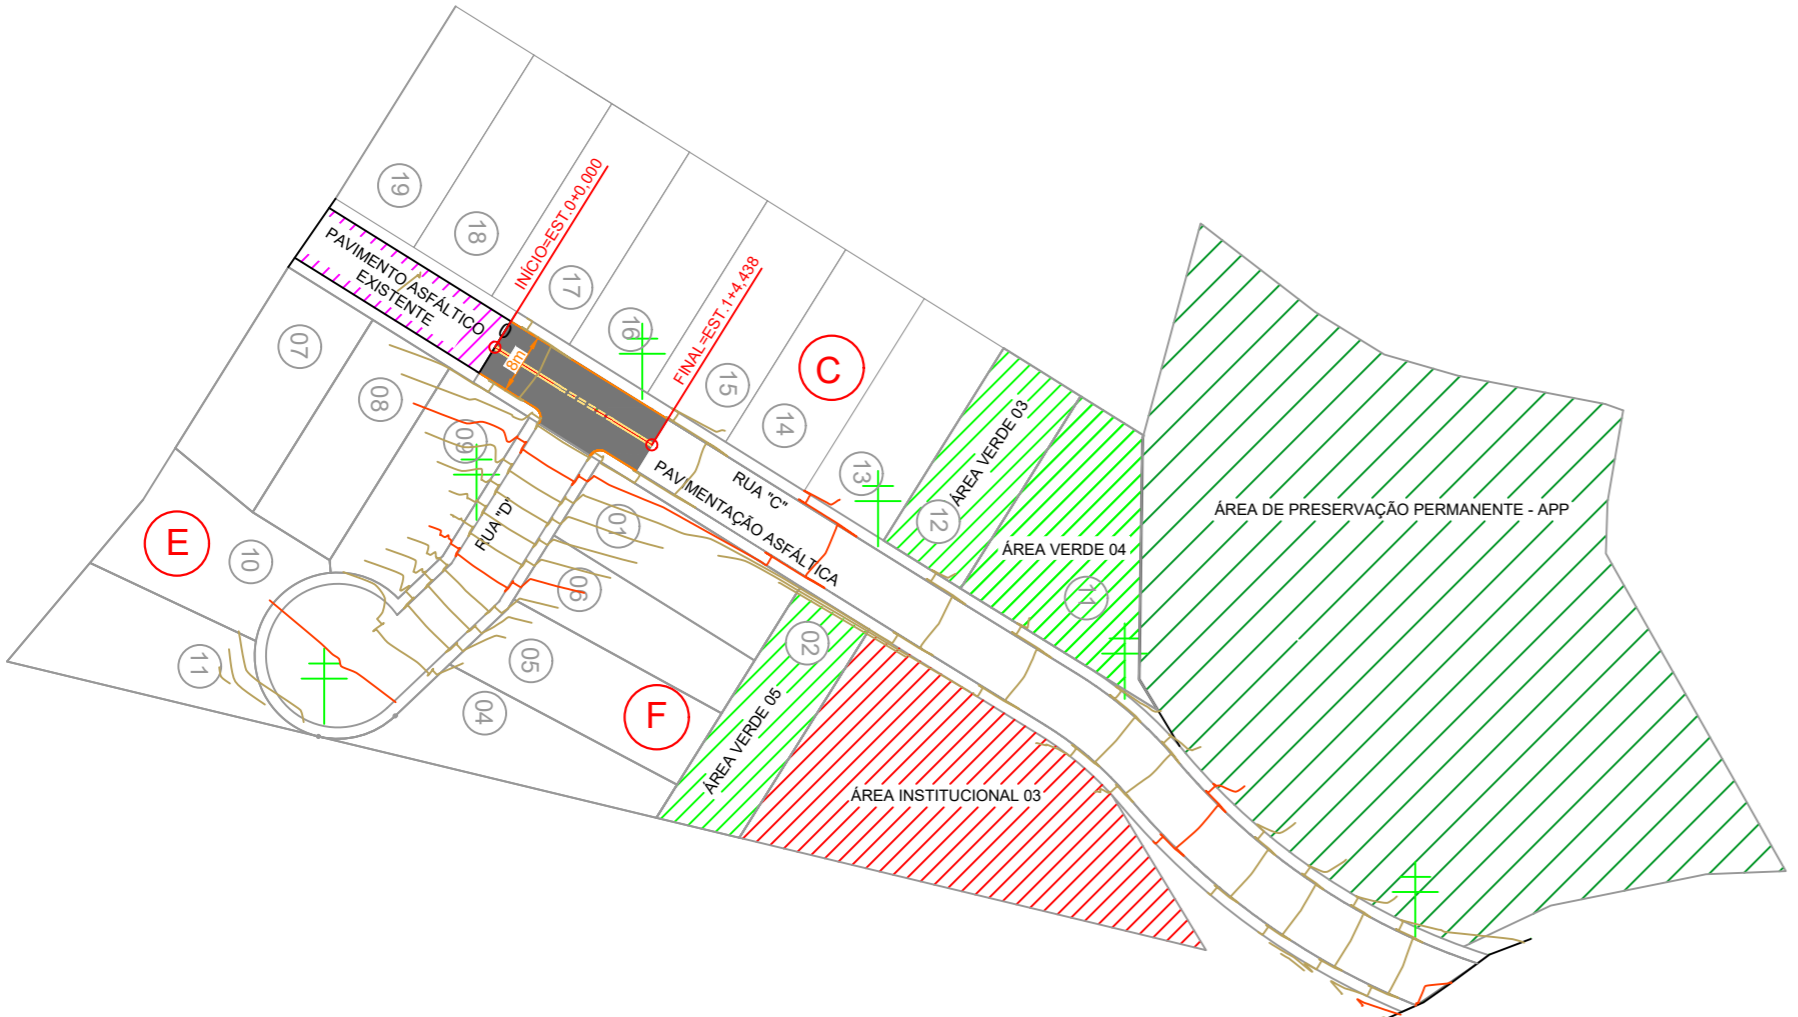 19
18
17
16
15
14
13
12
11
C
INÍCIO=EST.0+0,000
FINAL=EST.1+4,438
PAVIMENTO ASFÁLTICO
EXISTENTE
0
8m
RUA "C"
PAVIMENTAÇÃO ASFÁLTICA
ÁREA VERDE 03
ÁREA VERDE 04
ÁREA DE PRESERVAÇÃO PERMANENTE - APP
07
08
09
10
11
E
RUA "D"
01
06
05
04
02
F
ÁREA VERDE 05
ÁREA INSTITUCIONAL 03